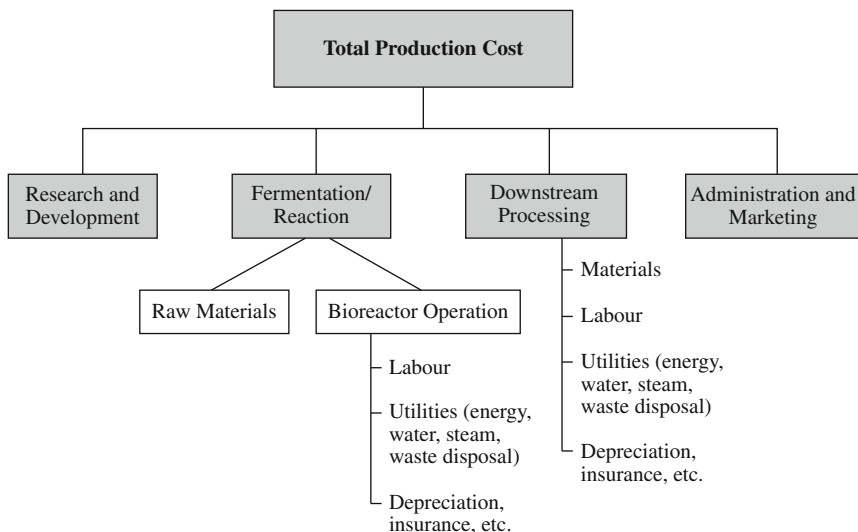 Total Production Cost
Research and
Development
Fermentation/
Reaction
Downstream
Processing
Administration and
Marketing
Raw Materials
Bioreactor Operation
Labour
Utilities (energy,
water, steam,
waste disposal)
Depreciation,
insurance, etc.
Materials
Labour
Utilities (energy,
water, steam,
waste disposal)
Depreciation,
insurance, etc.